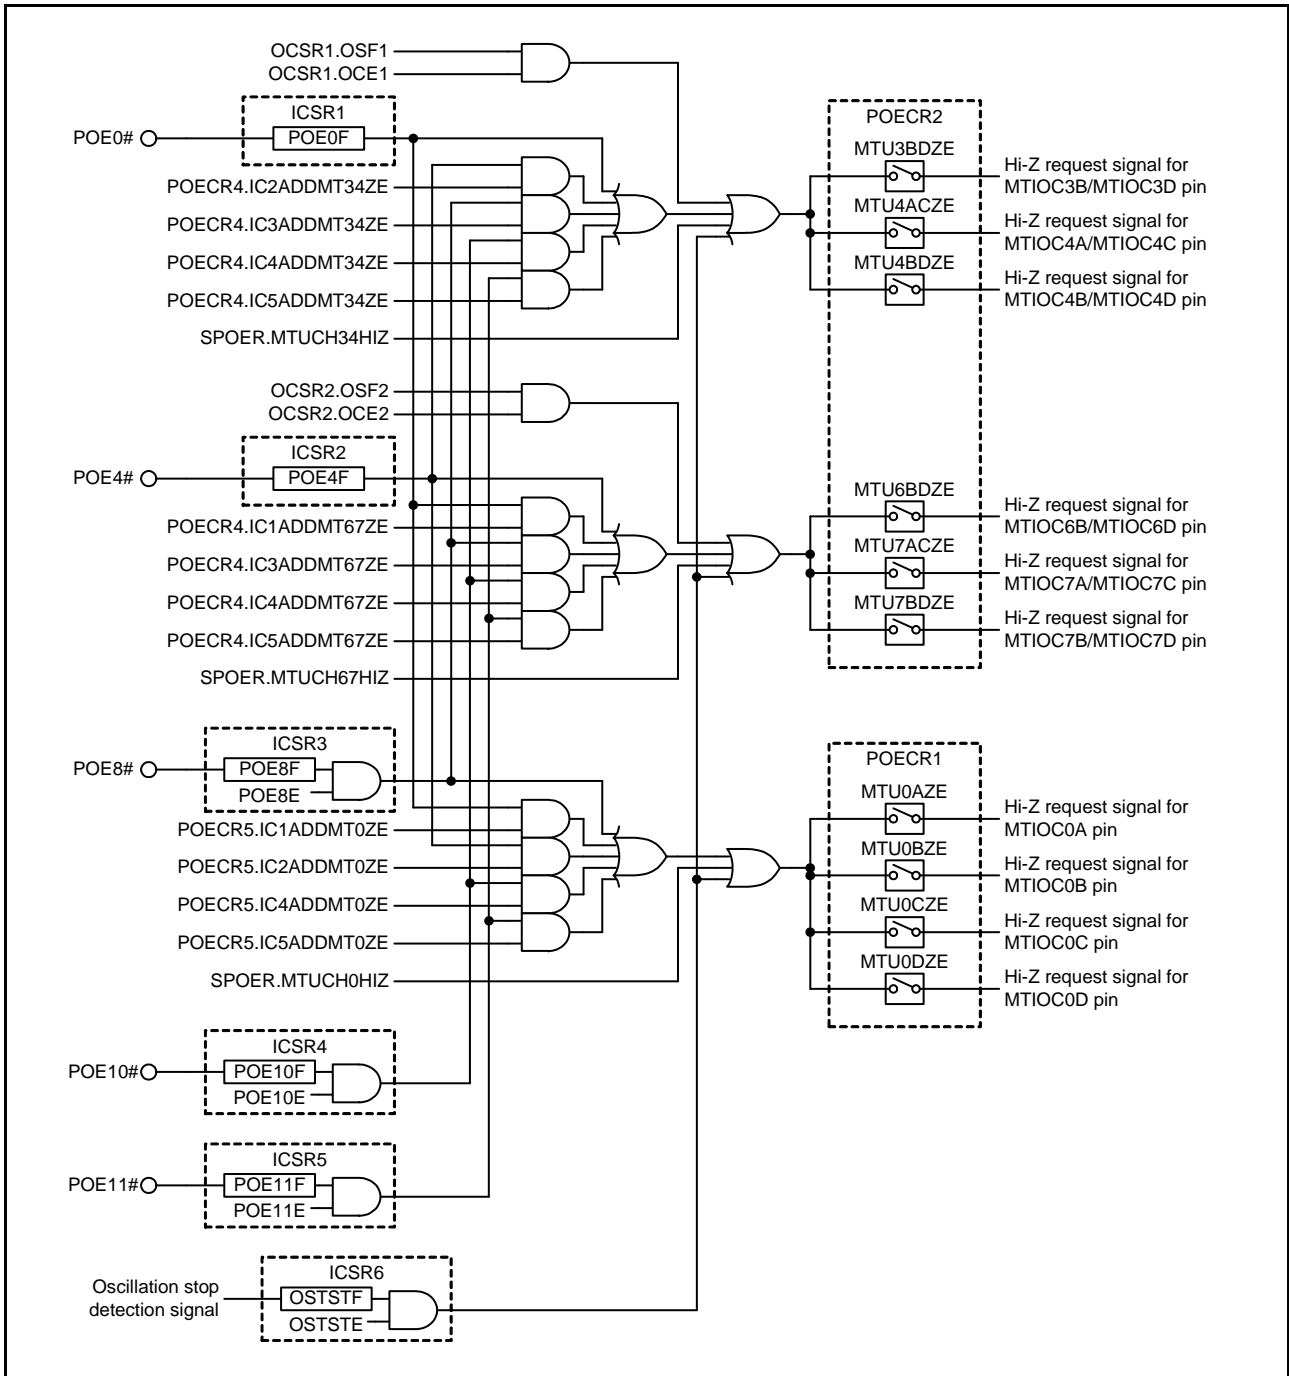 OCSR1.OSF1
OCSR1.OCE1
ICSR1
POE0#
POE0F
POECR4.IC2ADDMT34ZE
POECR4.IC3ADDMT34ZE
POECR4.IC4ADDMT34ZE
POECR4.IC5ADDMT34ZE
SPOER.MTUCH34HIZ
POECR2
MTU3BDZE
Hi-Z request signal for
MTIOC3B/MTIOC3D pin
MTU4ACZE
Hi-Z request signal for
MTIOC4A/MTIOC4C pin
MTU4BDZE
Hi-Z request signal for
MTIOC4B/MTIOC4D pin
OCSR2.OSF2
OCSR2.OCE2
ICSR2
POE4#
POE4F
POECR4.IC1ADDMT67ZE
POECR4.IC3ADDMT67ZE
POECR4.IC4ADDMT67ZE
POECR4.IC5ADDMT67ZE
SPOER.MTUCH67HIZ
MTU6BDZE
Hi-Z request signal for
MTIOC6B/MTIOC6D pin
MTU7ACZE
Hi-Z request signal for
MTIOC7A/MTIOC7C pin
MTU7BDZE
Hi-Z request signal for
MTIOC7B/MTIOC7D pin
ICSR3
POE8#
POE8F
POE8E
POECR5.IC1ADDMT0ZE
POECR5.IC2ADDMT0ZE
POECR5.IC4ADDMT0ZE
POECR5.IC5ADDMT0ZE
SPOER.MTUCH0HIZ
POECR1
MTU0AZE
Hi-Z request signal for
MTIOC0A pin
MTU0BZE
Hi-Z request signal for
MTIOC0B pin
MTU0CZE
Hi-Z request signal for
MTIOC0C pin
MTU0DZE
Hi-Z request signal for
MTIOC0D pin
ICSR4
POE10#
POE10F
POE10E
ICSR5
POE11#
POE11F
POE11E
ICSR6
Oscillation stop
detection signal
OSTSTF
OSTSTE